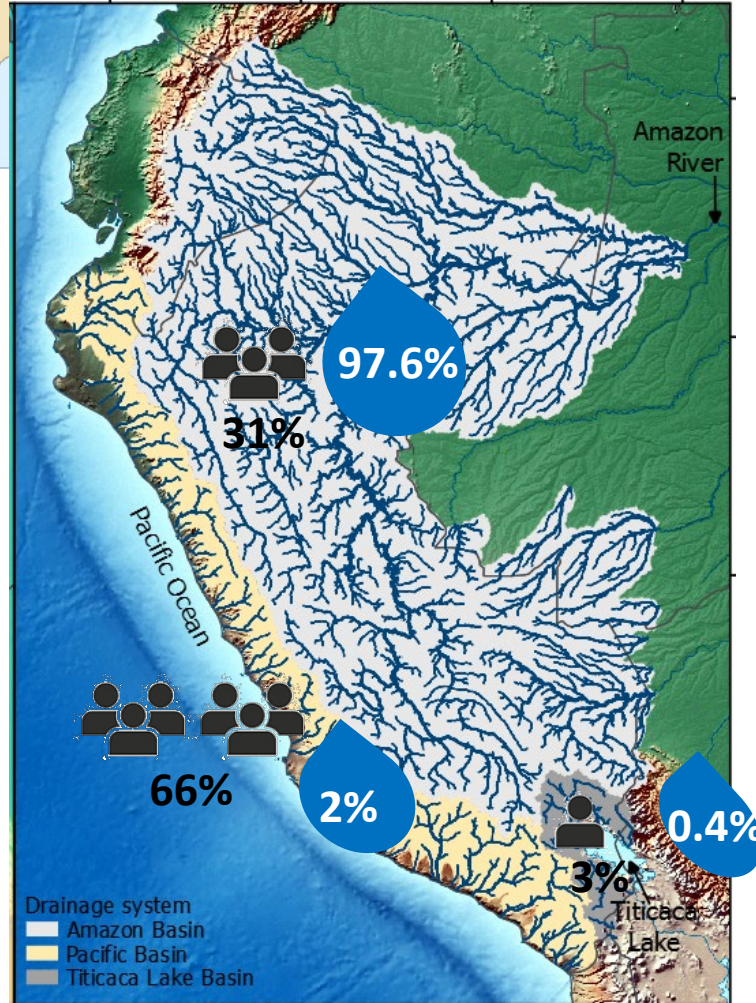 Amazon
River
97.6%
31%
Pacific Ocean
66%
2%
0.4%
3%
Titicaca
Lake
Drainage system
Amazon Basin
Pacific Basin
Titicaca Lake Basin